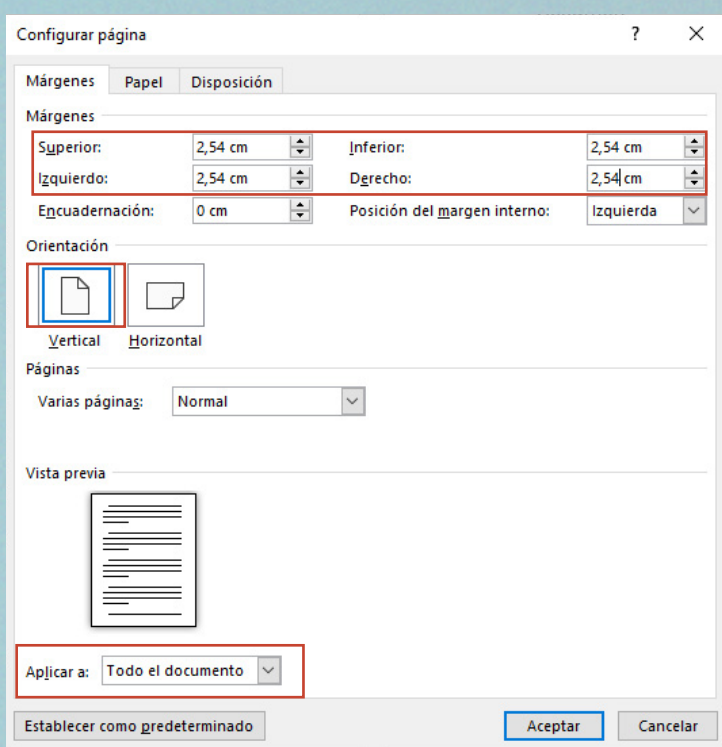 Configurar página ? ×
Márgenes Papel Disposición
Márgenes
Superior: 2,54 cm Inferior: 2,54 cm
Izquierdo: 2,54 cm Derecho: 2,54 cm
Encuadernación: 0 cm Posición del margen interno: Izquierda
Orientación
Vertical Horizontal
Páginas
Varias páginas: Normal
Vista previa
Aplicar a: Todo el documento
Establecer como predeterminado Aceptar Cancelar